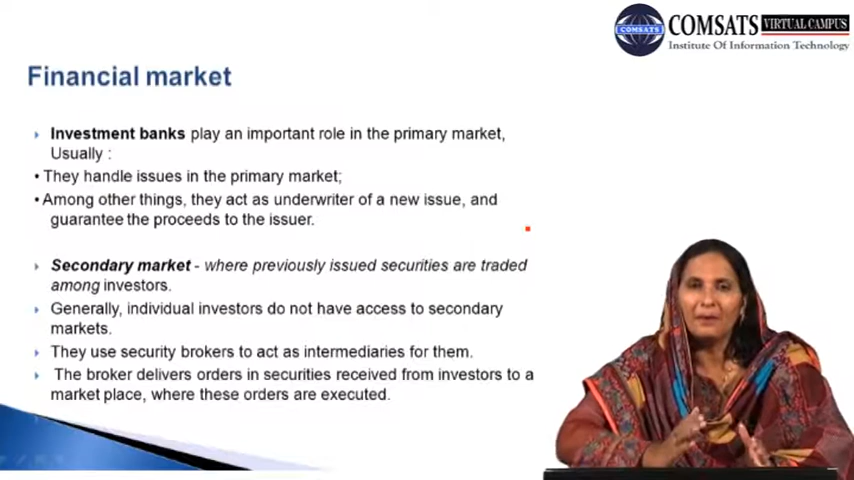 COMSATS VIRTUAL CAMPUS
COMSATS
Institute Of Information Technology
Financial market
Investment banks play an important role in the primary market,
Usually :
• They handle issues in the primary market;
• Among other things, they act as underwriter of a new issue, and
guarantee the proceeds to the issuer.
Secondary market - where previously issued securities are traded
among investors.
Generally, individual investors do not have access to secondary
markets.
They use security brokers to act as intermediaries for them.
The broker delivers orders in securities received from investors to a
market place, where these orders are executed.